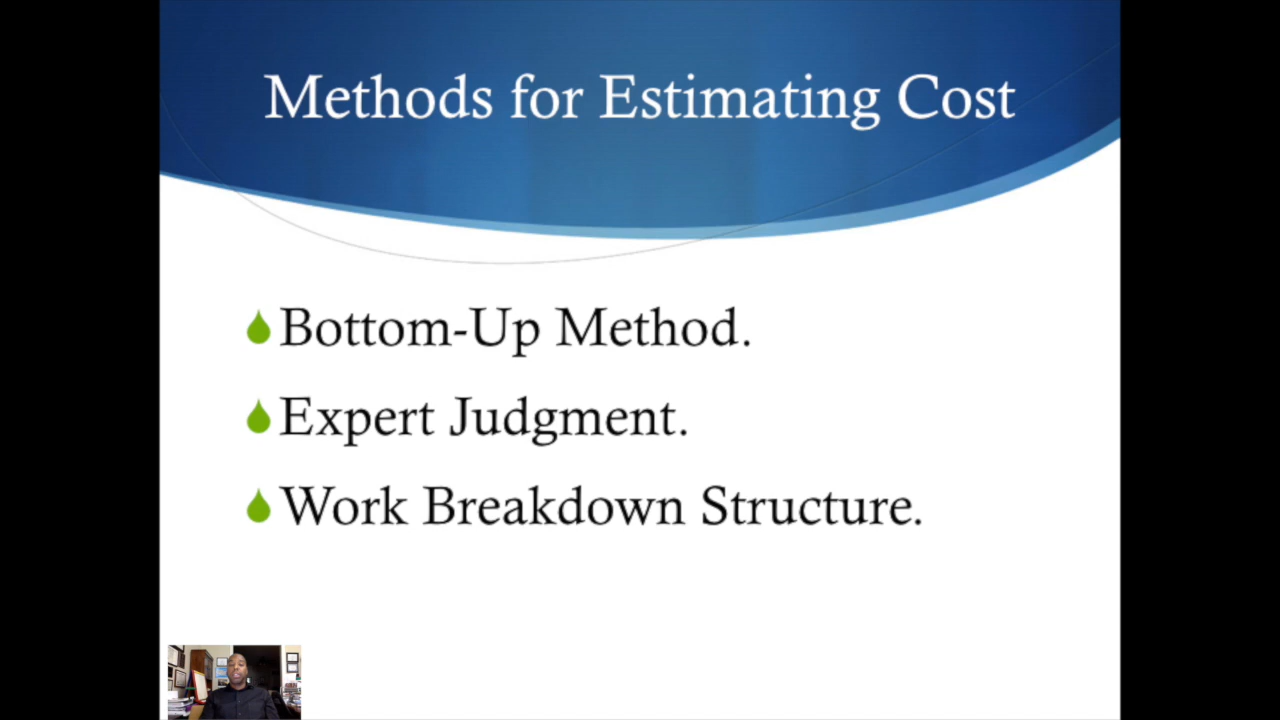 Methods for Estimating Cost
Bottom-Up Method.
Expert Judgment.
Work Breakdown Structure.